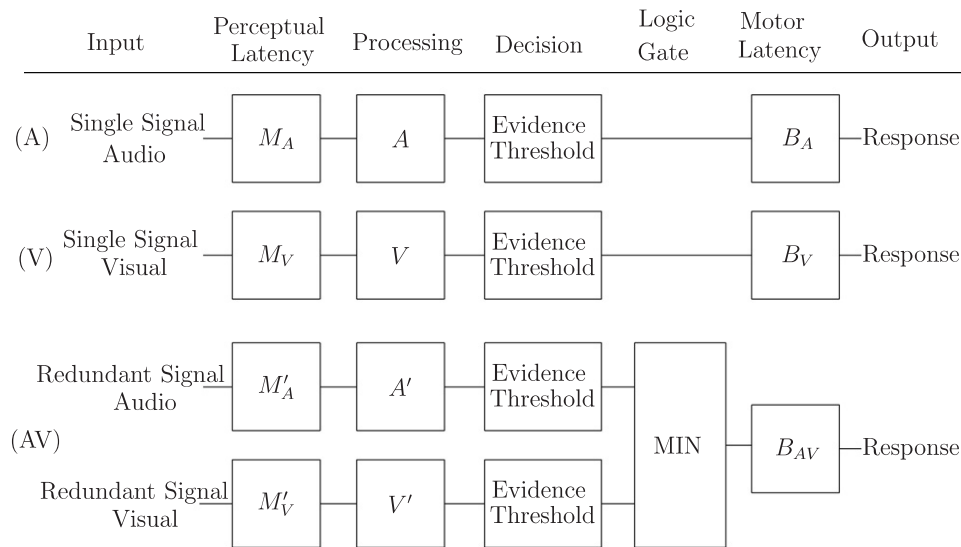 Input Perceptual Latency Processing Decision Logic Gate Motor Latency Output
(A) Single Signal Audio M_A A Evidence Threshold B_A Response
(V) Single Signal Visual M_V V Evidence Threshold B_V Response
(AV)
Redundant Signal Audio M'_A A' Evidence Threshold
MIN B_{AV} Response
Redundant Signal Visual M'_V V' Evidence Threshold